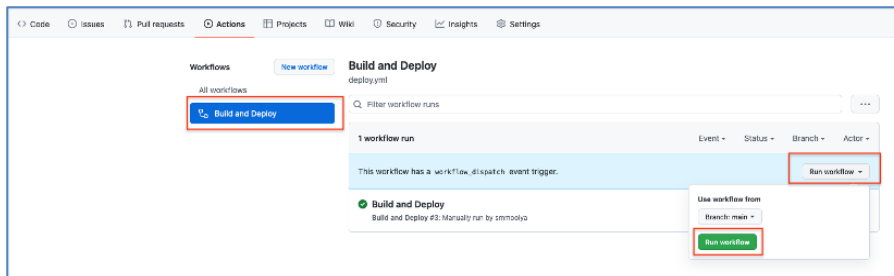 Code Issues Pull requests Actions Projects Wiki Security Insights Settings
Workflows New workflow
All workflows
Build and Deploy
Build and Deploy
deploy.yml
Filter workflow runs ...
1 workflow run Event Status Branch Actor
This workflow has a workflow_dispatch event trigger. Run workflow
Build and Deploy
Build and Deploy #3: Manually run by smmoolya
Use workflow from
Branch: main
Run workflow